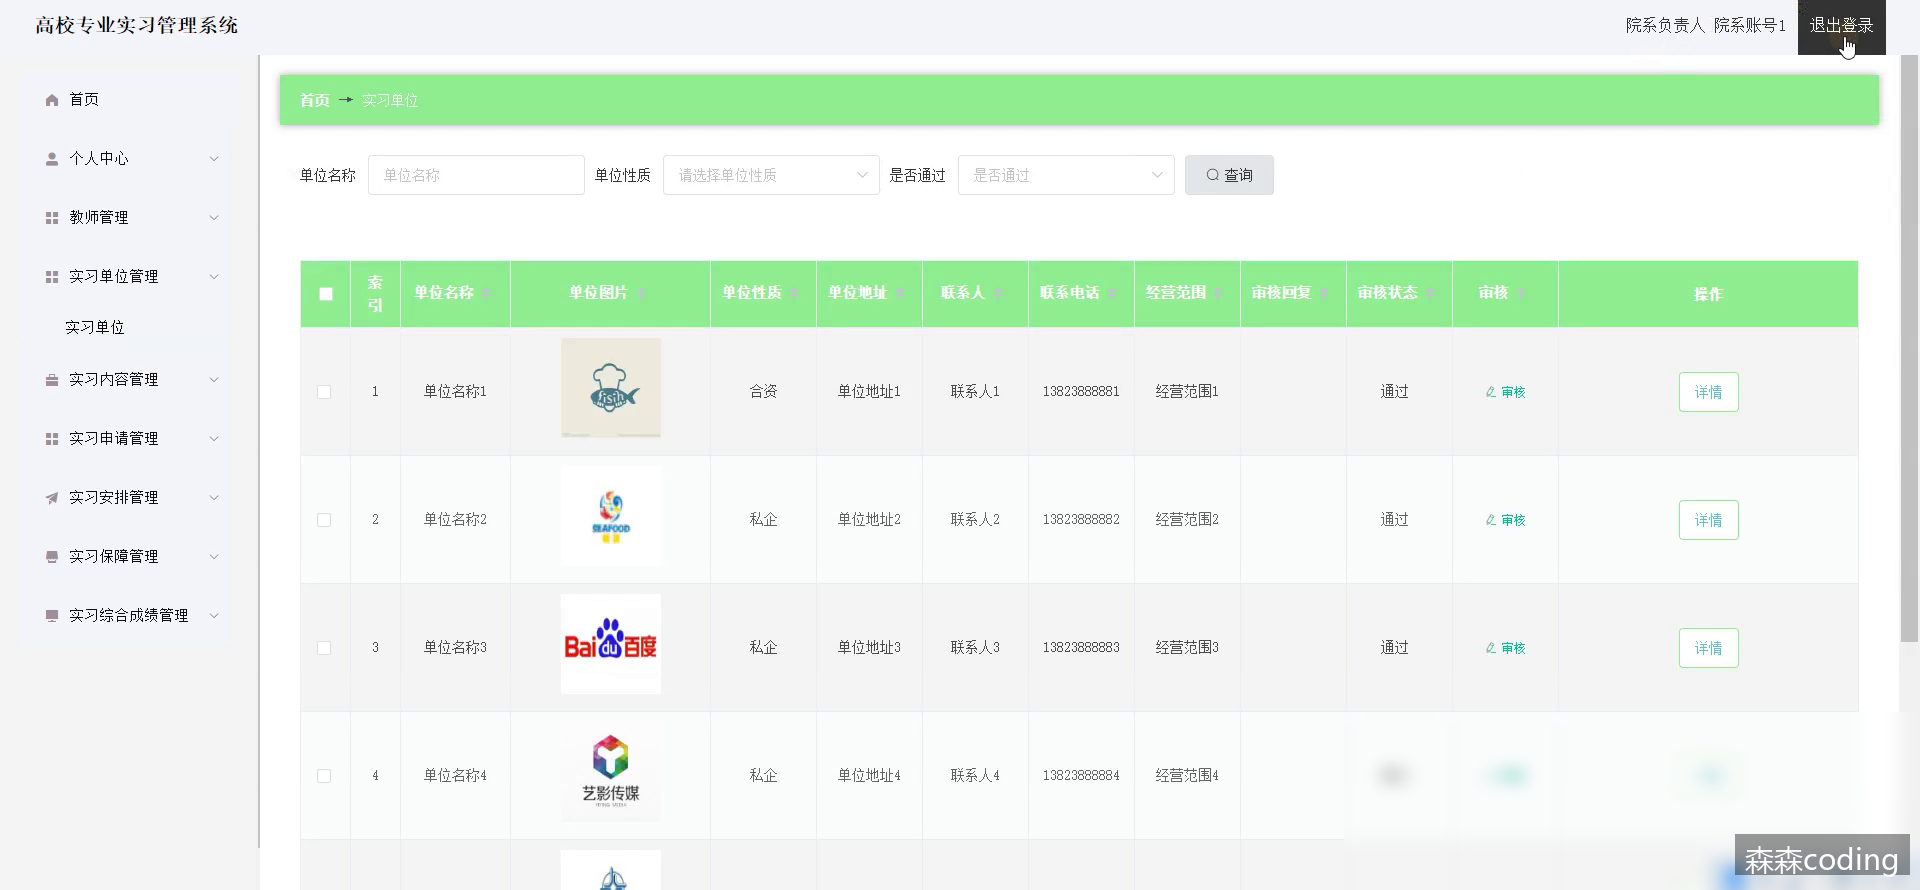 高校专业实习管理系统
院系负责人 院系账号1
退出登录
首页
个人中心
教师管理
实习单位管理
实习单位
实习内容管理
实习申请管理
实习安排管理
实习保障管理
实习综合成绩管理
首页 → 实习单位
单位名称 单位名称 单位性质 请选择单位性质 是否通过 是否通过 查询
索引 单位名称 单位图片 单位性质 单位地址 联系人 联系电话 经营范围 审核回复 审核状态 审核 操作
1 单位名称1 fisih 合资 单位地址1 联系人1 13823888881 经营范围1 通过 审核 详情
2 单位名称2 SEAFOOD 私企 单位地址2 联系人2 13823888882 经营范围2 通过 审核 详情
3 单位名称3 Bai du 百度 私企 单位地址3 联系人3 13823888883 经营范围3 通过 审核 详情
4 单位名称4 艺影传媒 私企 单位地址4 联系人4 13823888884 经营范围4
森森coding